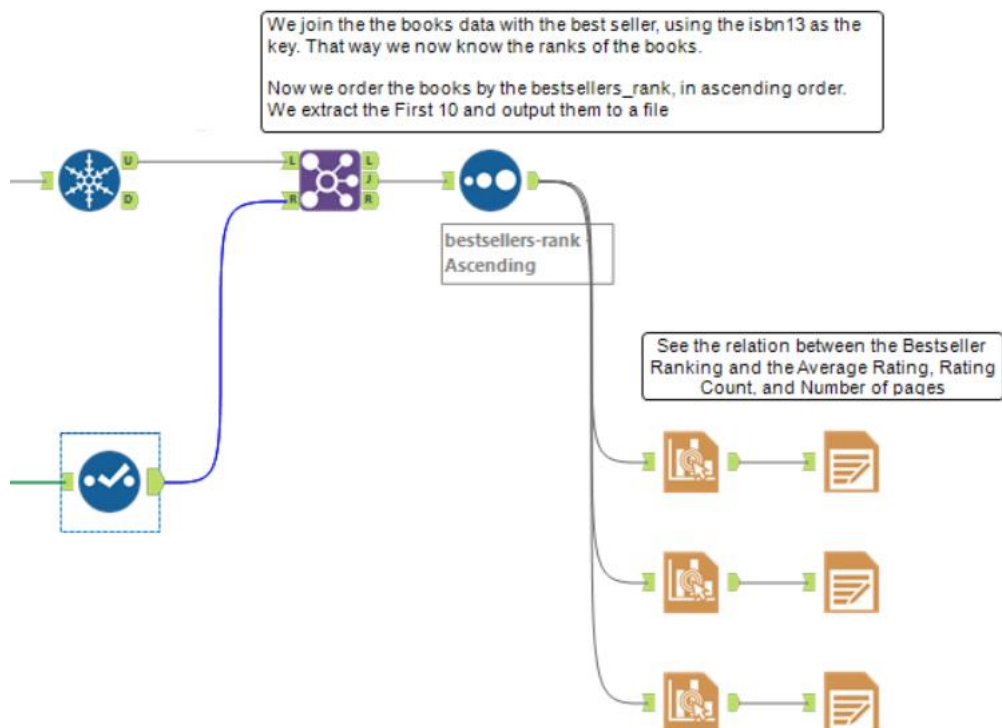 We join the the books data with the best seller, using the isbn13 as the
key. That way we now know the ranks of the books.
Now we order the books by the bestsellers_rank, in ascending order.
We extract the First 10 and output them to a file
U
D
L
R
L
J
R
bestsellers-rank -
Ascending
See the relation between the Bestseller
Ranking and the Average Rating, Rating
Count, and Number of pages